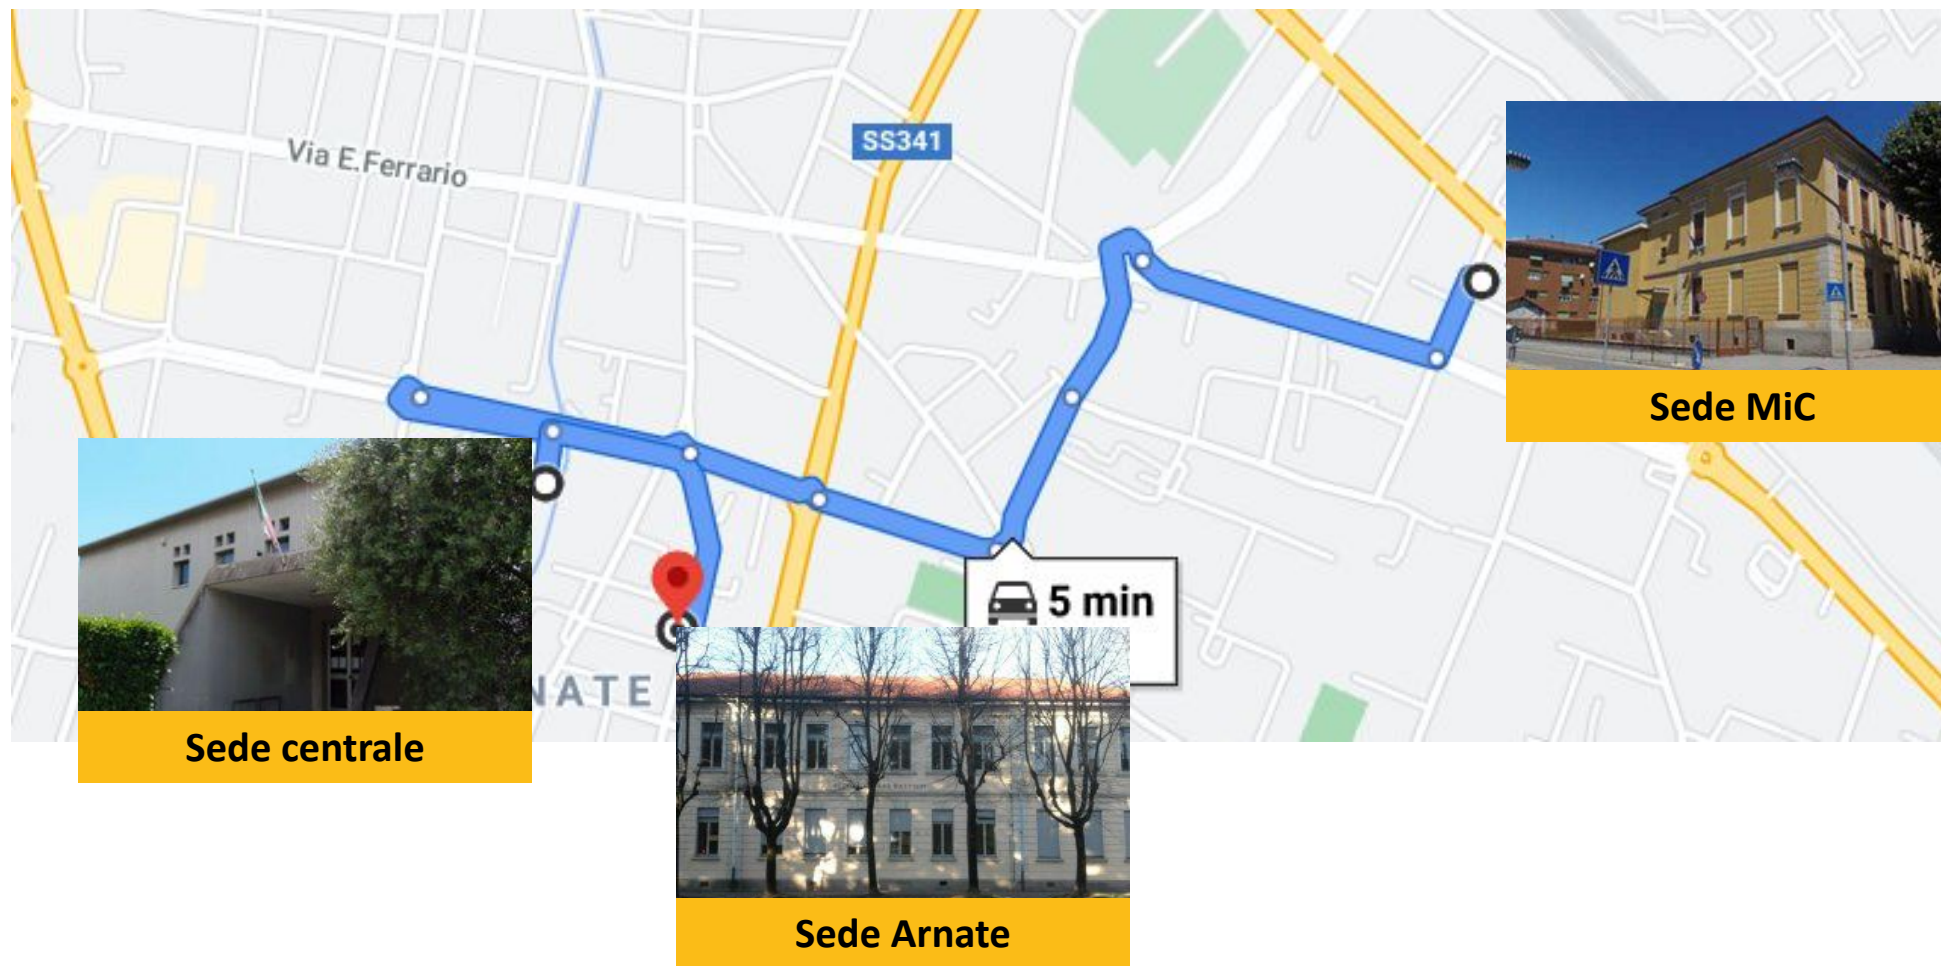 Via E.Ferrario
SS341
Sede MiC
5 min
NATE
Sede centrale
Sede Arnate